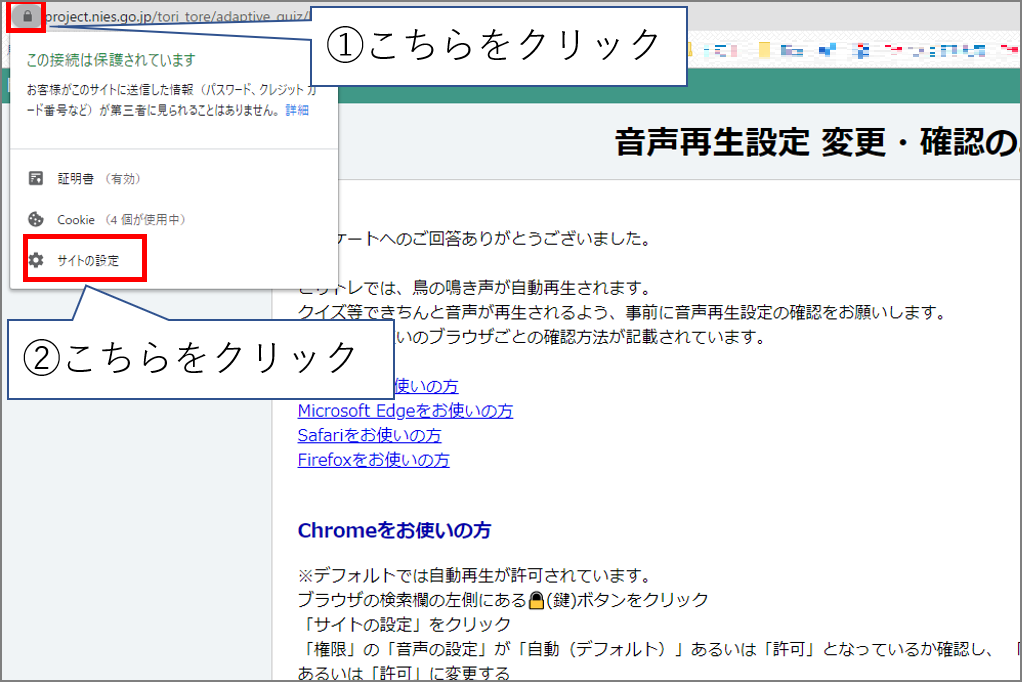 project.nies.go.jp/tori_tore/adaptive_quiz/
①こちらをクリック
この接続は保護されています
お客様がこのサイトに送信した情報（パスワード、クレジット カ
ード番号など）が第三者に見られることはありません。詳細
証明書 （有効）
Cookie （4 個が使用中）
サイトの設定
②こちらをクリック
音声再生設定 変更・確認の
ケートへのご回答ありがとうございました。
とりトレでは、鳥の鳴き声が自動再生されます。
クイズ等できちんと音声が再生されるよう、事前に音声再生設定の確認をお願いします。
いのブラウザごとの確認方法が記載されています。
使いの方
Microsoft Edgeをお使いの方
Safariをお使いの方
Firefoxをお使いの方
Chromeをお使いの方
※デフォルトでは自動再生が許可されています。
ブラウザの検索欄の左側にある🔒(鍵)ボタンをクリック
「サイトの設定」をクリック
「権限」の「音声の設定」が「自動（デフォルト）」あるいは「許可」となっているか確認し、「
あるいは「許可」に変更する